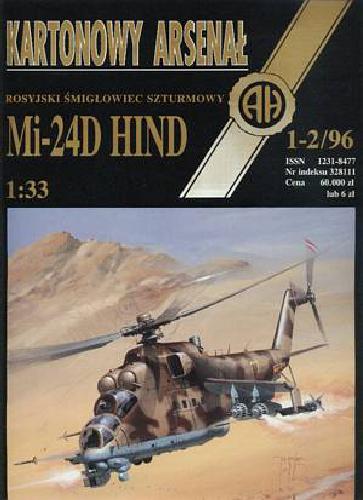 KARTONOWY ARSENAŁ
ROSYJSKI ŚMIGŁOWIEC SZTURMOWY
AH
Mi-24D HIND
1-2/96
ISSN 1231-8477
Nr indeksu 328111
Cena 60.000 zł
lub 6 zł
1:33